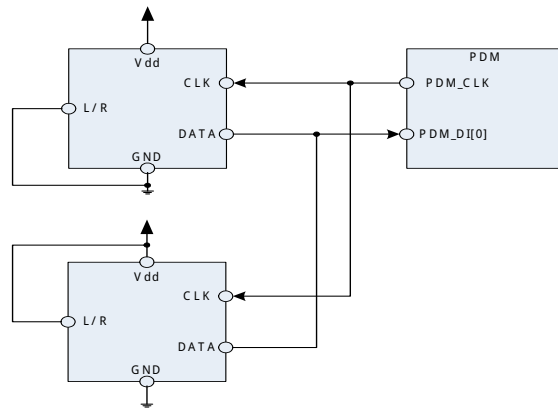 Vdd
CLK
L/R
DATA
GND
PDM
PDM_CLK
PDM_DI[0]
Vdd
CLK
L/R
DATA
GND